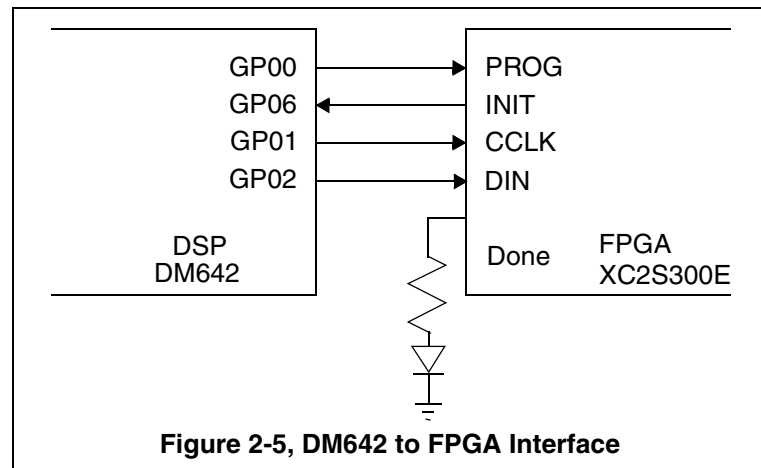 GP00
PROG
GP06
INIT
GP01
CCLK
GP02
DIN
DSP
DM642
Done
FPGA
XC2S300E
Figure 2-5, DM642 to FPGA Interface